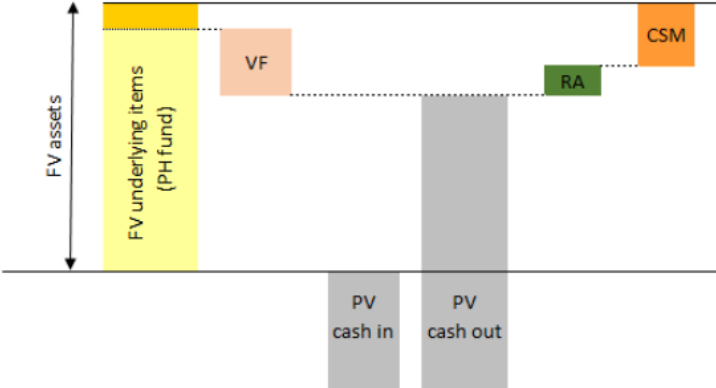 FV assets
FV underlying items
(PH fund)
VF
PV
cash in
PV
cash out
RA
CSM